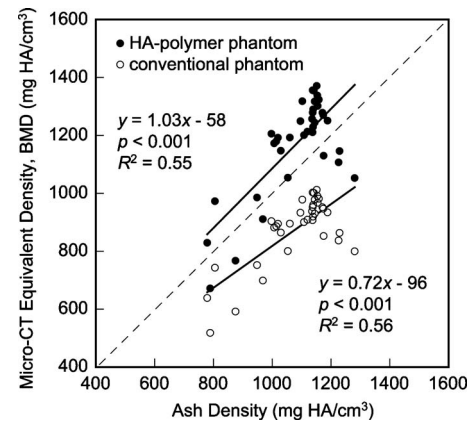 1600
1400
1200
1000
800
600
400
Micro-CT Equivalent Density, BMD (mg HA/cm³)
● HA-polymer phantom
○ conventional phantom
y = 1.03x - 58
p < 0.001
R² = 0.55
y = 0.72x - 96
p < 0.001
R² = 0.56
400 600 800 1000 1200 1400 1600
Ash Density (mg HA/cm³)